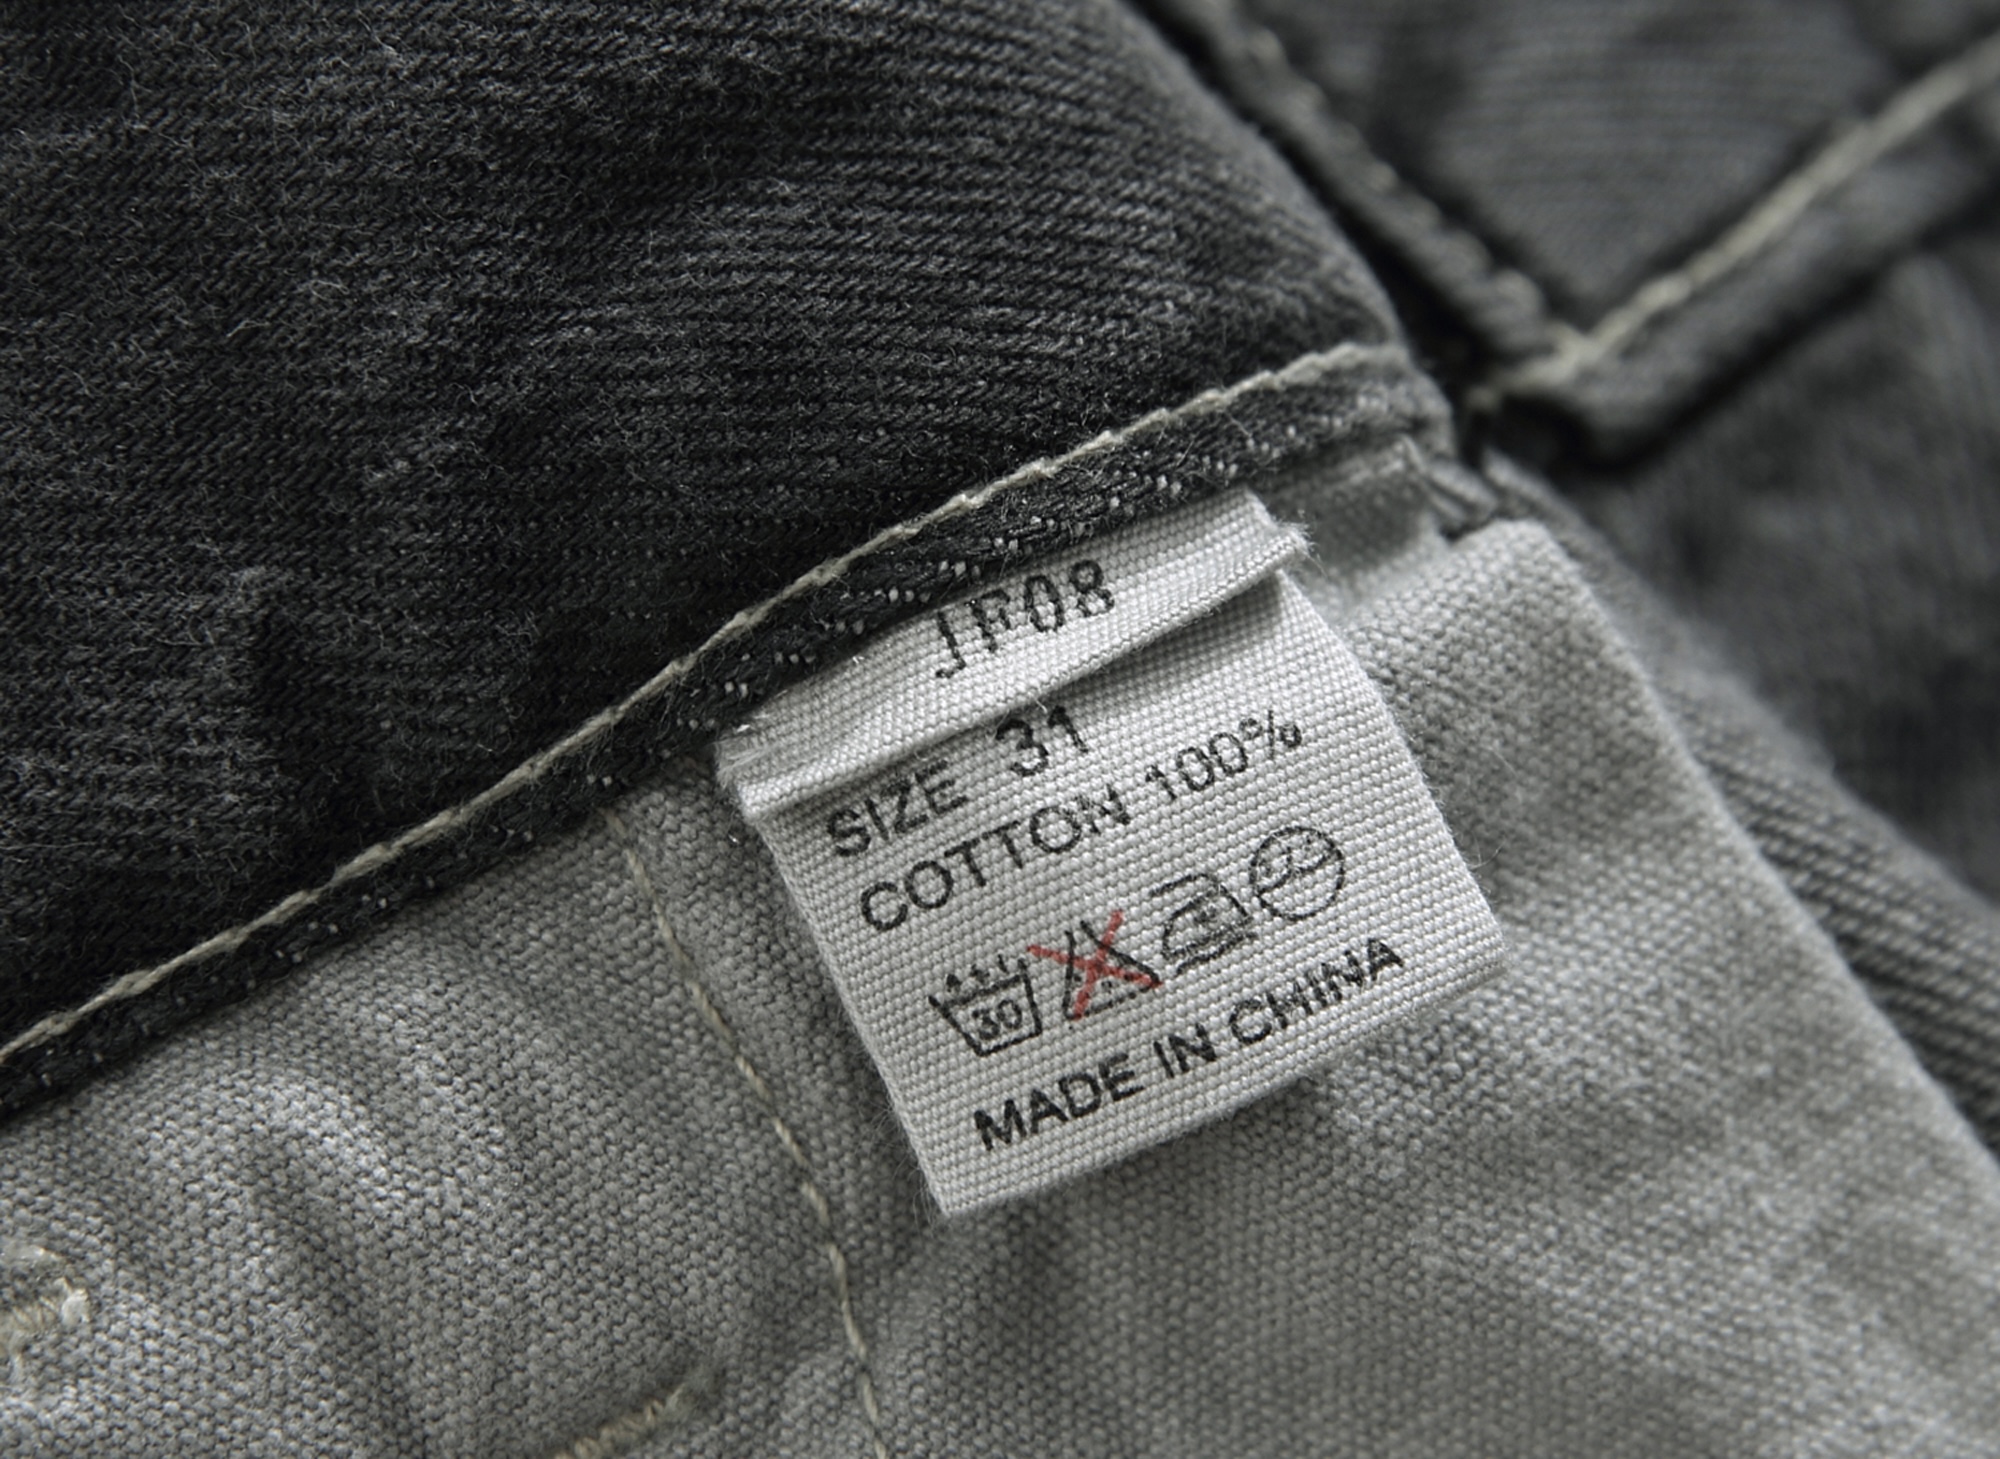 JF08
SIZE 31
COTTON 100%
30
MADE IN CHINA